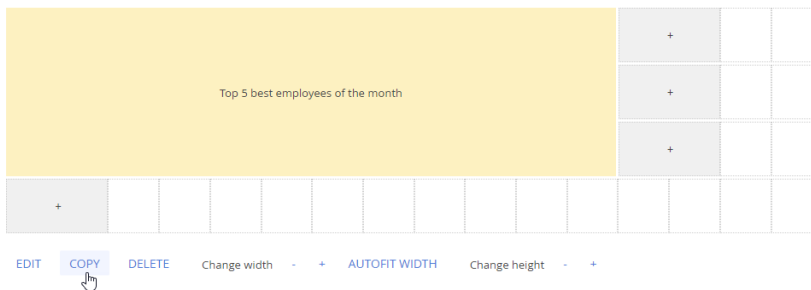 +
Top 5 best employees of the month
+
+
+
EDIT COPY DELETE Change width - + AUTOFIT WIDTH Change height - +